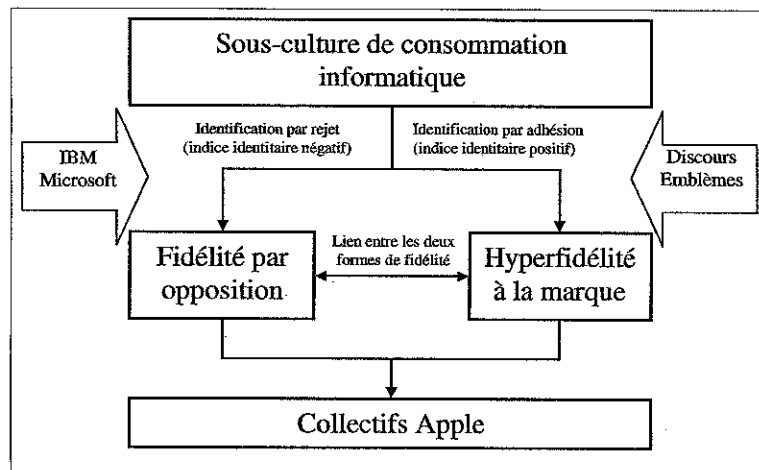 Sous-culture de consommation
informatique
Identification par rejet
(indice identitaire négatif)
Identification par adhésion
(indice identitaire positif)
IBM
Microsoft
Discours
Emblèmes
Fidélité par
opposition
Lien entre les deux
formes de fidélité
Hyperfidélité
à la marque
Collectifs Apple